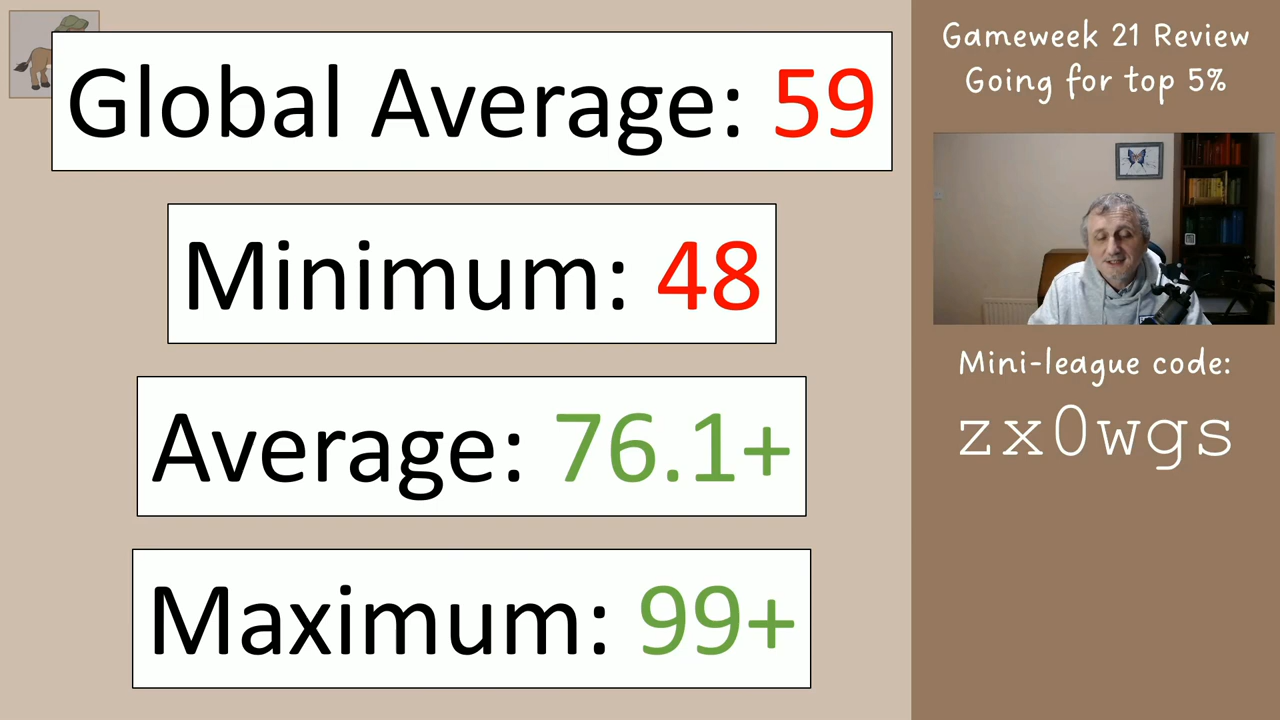 Global Average: 59
Minimum: 48
Average: 76.1+
Maximum: 99+
Gameweek 21 Review
Going for top 5%
Mini-league code:
zx0wgs